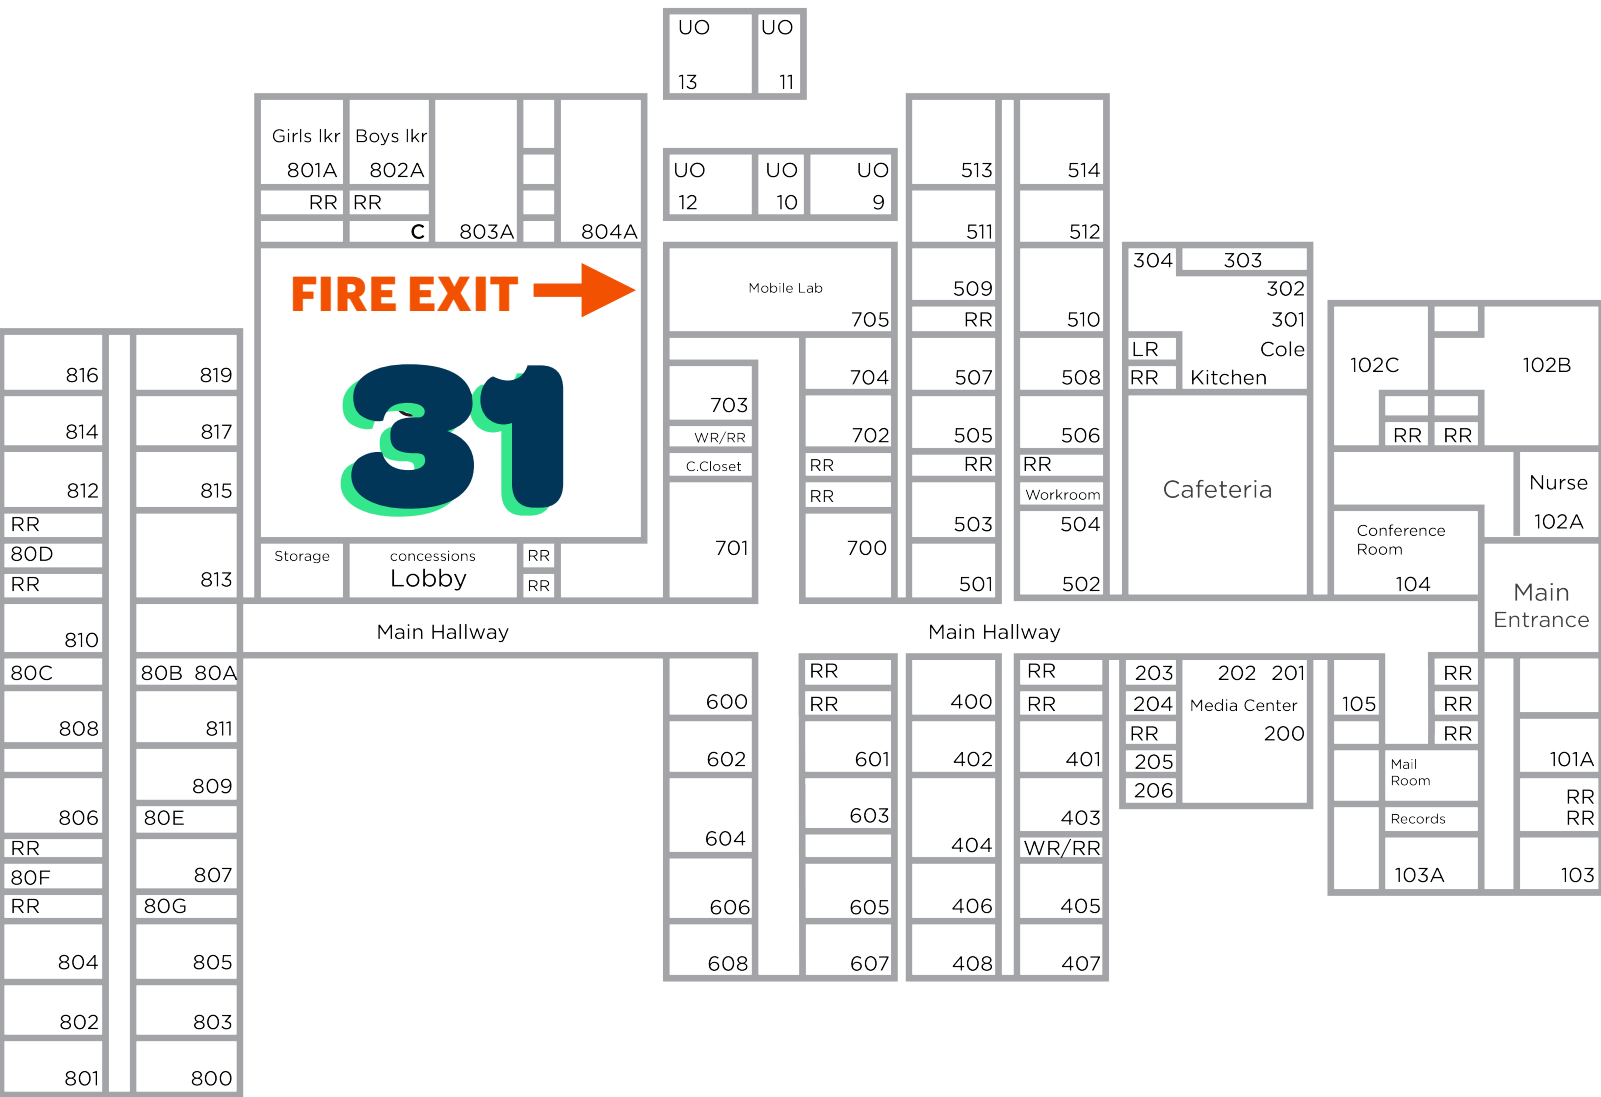 UO UO
13 11
Girls lkr Boys lkr
801A 802A
RR RR
C 803A 804A
UO UO UO
12 10 9
513 514
511 512
FIRE EXIT
31
Mobile Lab
705
509
RR
510
304 303
302
301
LR Cole
RR Kitchen
102C 102B
RR RR
816 819
814 817
812 815
RR
80D
RR
813
703
WR/RR
C.Closet
701
704
702
RR
RR
700
507 508
505 506
RR RR
Workroom
503 504
501 502
Cafeteria
Nurse
102A
Conference
Room
104
Main
Entrance
Storage concessions RR
Lobby RR
810
Main Hallway Main Hallway
80C 80B 80A
808 811
809
806 80E
RR
80F 807
RR 80G
804 805
802 803
801 800
600
602
604
606
608
RR
RR
601
603
605
607
400
402
404
406
408
RR
RR
401
403
WR/RR
405
407
203 202 201
204 Media Center
RR 200
205
206
105
RR
RR
RR
Mail
Room
Records
103A
101A
RR
RR
103